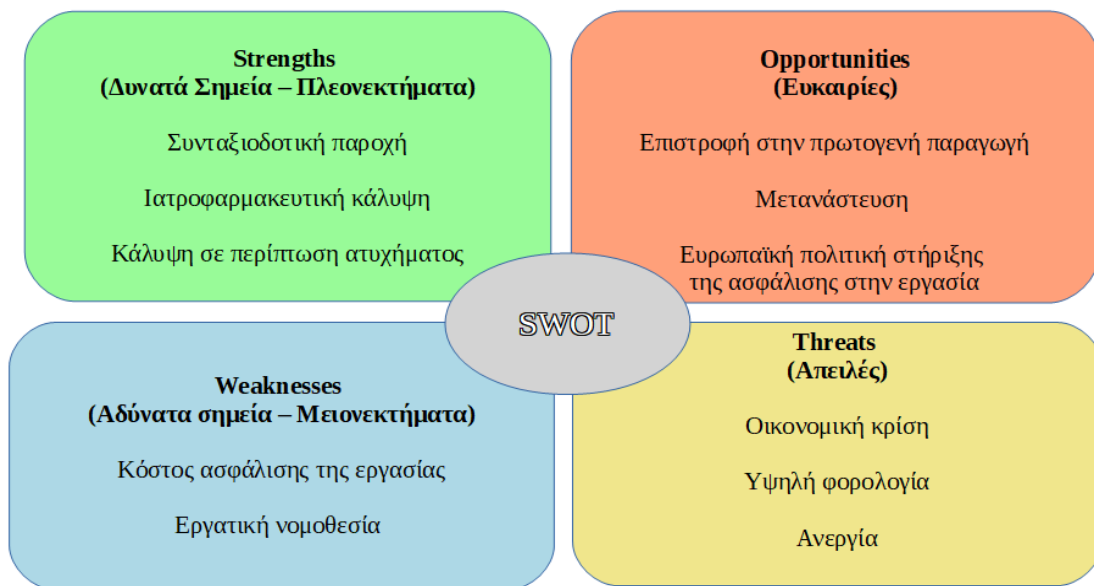 Strengths
(Δυνατά Σημεία – Πλεονεκτήματα)
Συνταξιοδοτική παροχή
Ιατροφαρμακευτική κάλυψη
Κάλυψη σε περίπτωση ατυχήματος
Opportunities
(Ευκαιρίες)
Επιστροφή στην πρωτογενή παραγωγή
Μετανάστευση
Ευρωπαϊκή πολιτική στήριξης
της ασφάλισης στην εργασία
SWOT
Weaknesses
(Αδύνατα σημεία – Μειονεκτήματα)
Κόστος ασφάλισης της εργασίας
Εργατική νομοθεσία
Threats
(Απειλές)
Οικονομική κρίση
Υψηλή φορολογία
Ανεργία